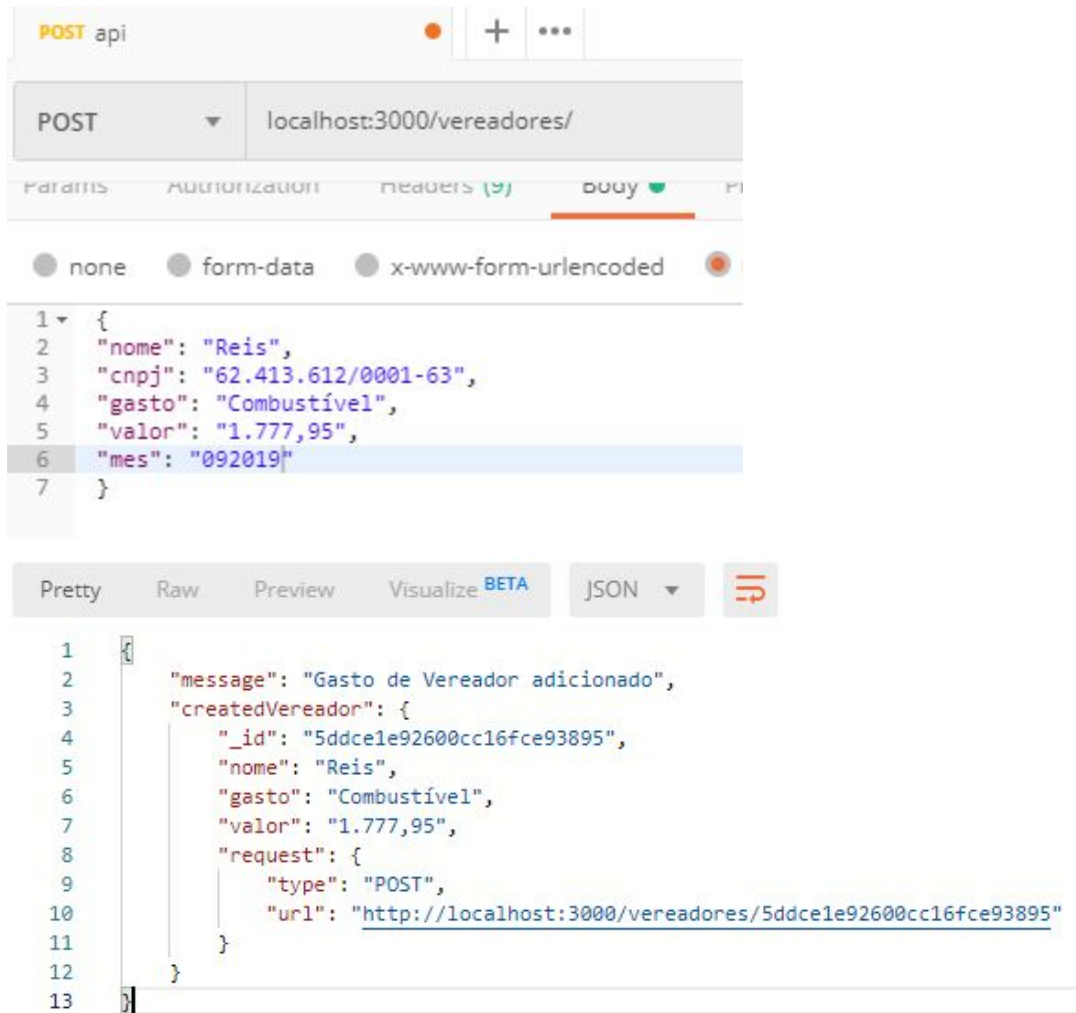 POST api
POST localhost:3000/vereadores/
Params Authorization Headers (9) Body
none form-data x-www-form-urlencoded
1 {
2 "nome": "Reis",
3 "cnpj": "62.413.612/0001-63",
4 "gasto": "Combustível",
5 "valor": "1.777,95",
6 "mes": "092019"
7 }
Pretty Raw Preview Visualize BETA JSON
1 {
2 "message": "Gasto de Vereador adicionado",
3 "createdVereador": {
4 "_id": "5ddce1e92600cc16fce93895",
5 "nome": "Reis",
6 "gasto": "Combustível",
7 "valor": "1.777,95",
8 "request": {
9 "type": "POST",
10 "url": "http://localhost:3000/vereadores/5ddce1e92600cc16fce93895"
11 }
12 }
13 }